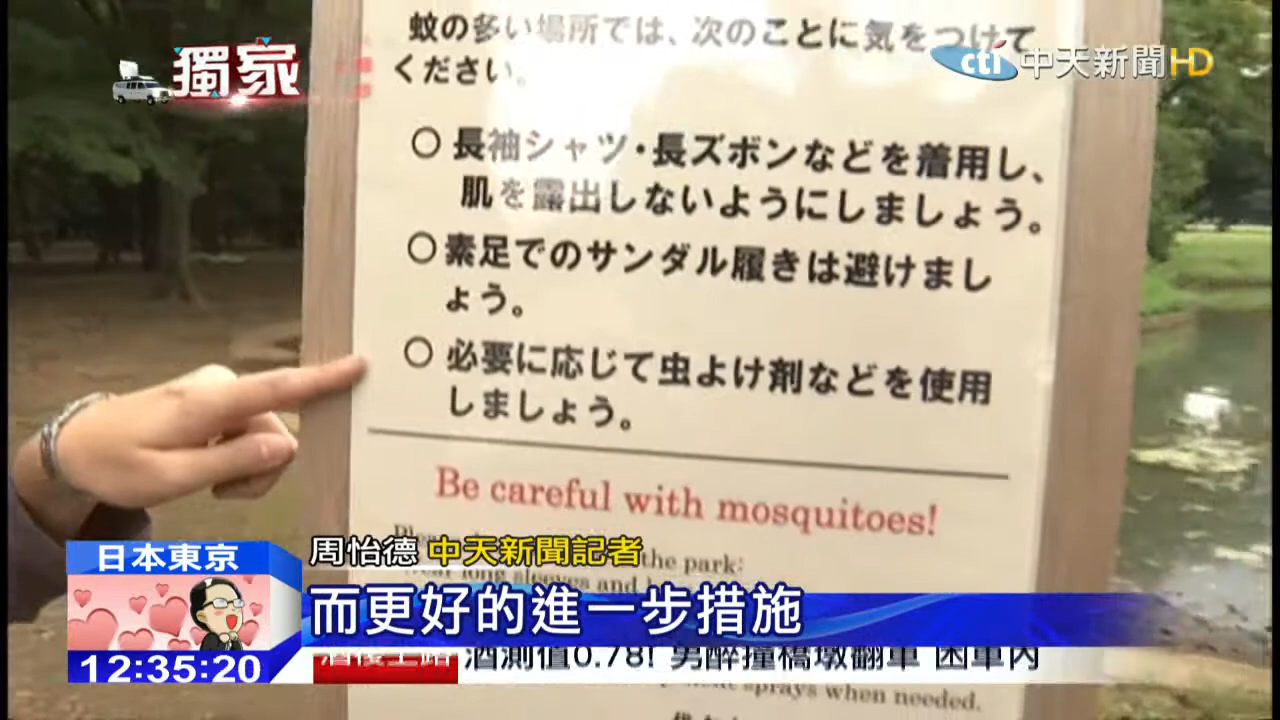 獨家
cti 中天新聞HD
蚊の多い場所では、次のことに気をつけて
ください。
○ 長袖シャツ・長ズボンなどを着用し、
肌を露出しないようにしましょう。
○ 素足でのサンダル履きは避けまし
ょう。
○ 必要に応じて虫よけ剤などを使用
しましょう。
Be careful with mosquitoes!
the park:
long sleeves and
日本東京
周怡德 中天新聞記者
而更好的進一步措施
12:35:20
酒測值0.78! 男醉撞橋墩翻車 困車內
sprays when needed.